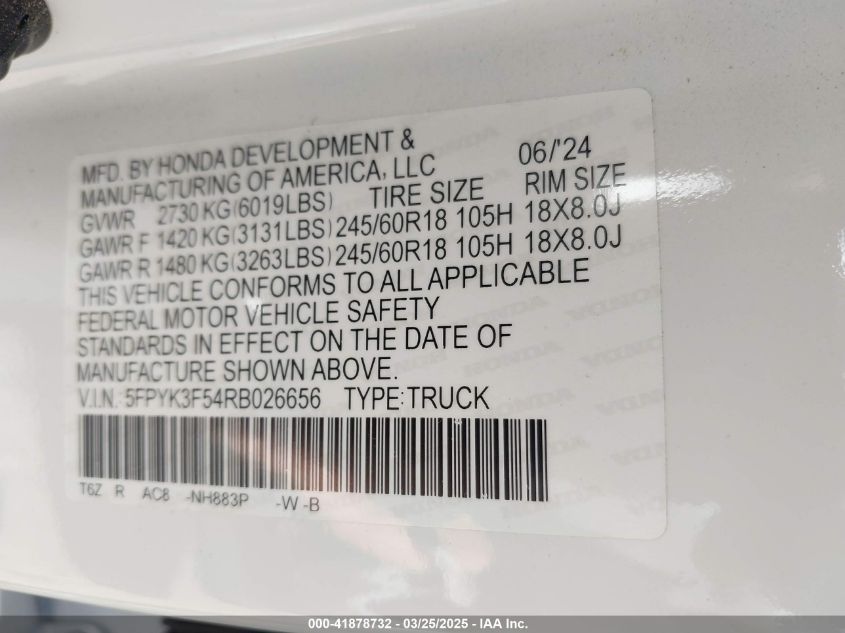 MFD. BY HONDA DEVELOPMENT & 06/'24
MANUFACTURING OF AMERICA, LLC
GVWR 2730 KG(6019LBS) TIRE SIZE RIM SIZE
GAWR F 1420 KG(3131LBS) 245/60R18 105H 18X8.0J
GAWR R 1480 KG(3263LBS) 245/60R18 105H 18X8.0J
THIS VEHICLE CONFORMS TO ALL APPLICABLE
FEDERAL MOTOR VEHICLE SAFETY
STANDARDS IN EFFECT ON THE DATE OF
MANUFACTURE SHOWN ABOVE.
V.I.N.: 5FPYK3F54RB026656 TYPE:TRUCK
T6Z R AC8 -NH883P -W -B
000-41878732 - 03/25/2025 - IAA Inc.